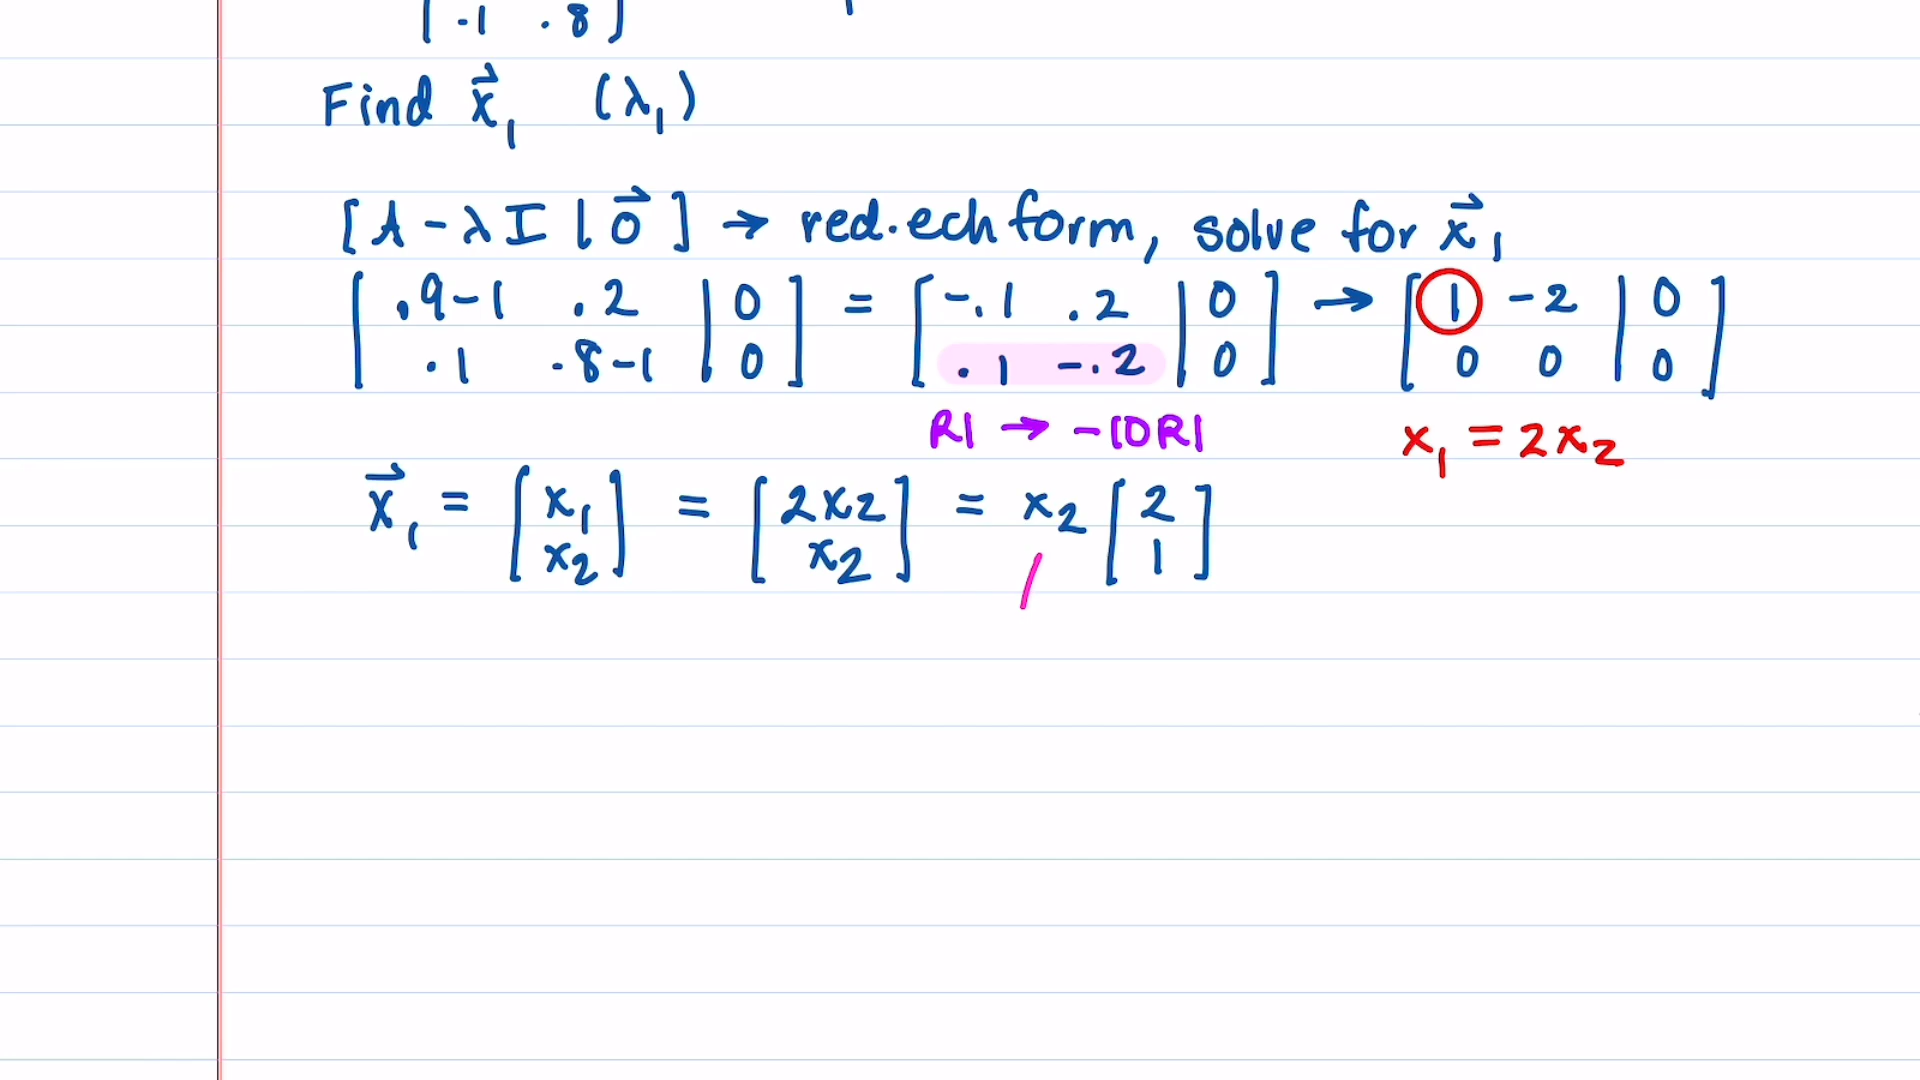 [ .1 .8 ]
Find x⃗₁ (λ₁)
[A - λI | 0⃗ ] → red. ech form, solve for x⃗₁
[ .9-1 .2 | 0 ] = [ -.1 .2 | 0 ] → [ 1 -2 | 0 ]
[ .1 .8-1 | 0 ] [ .1 -.2 | 0 ] [ 0 0 | 0 ]
R1 → -10R1 x₁ = 2x₂
x⃗₁ = [ x₁ ] = [ 2x2 ] = x₂ [ 2 ]
[ x₂ ] [ x₂ ] [ 1 ]